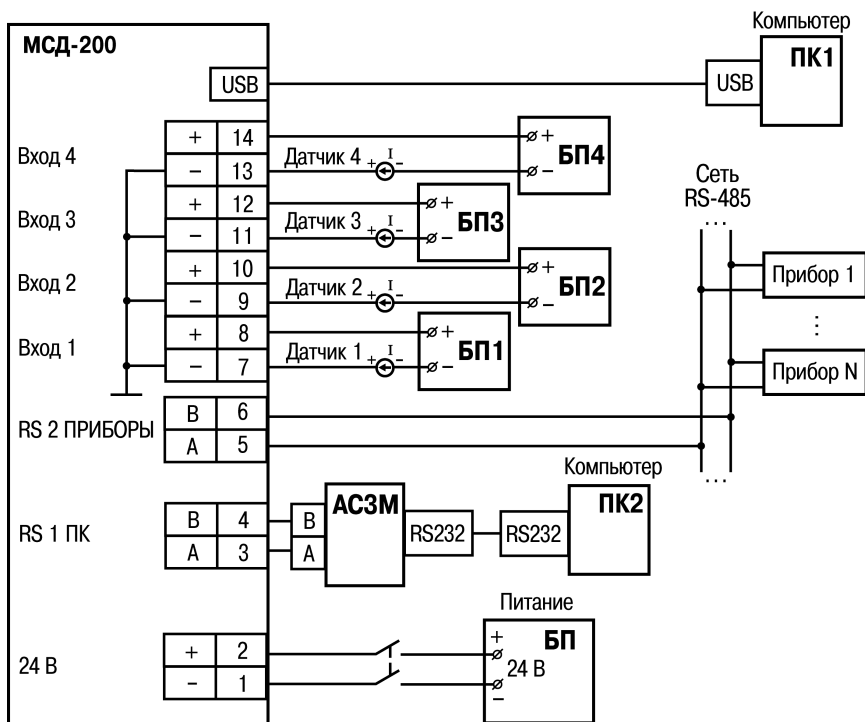 Компьютер
МСД-200
ПК1
USB
USB
+ 14
Вход 4
Датчик 4 + I -
+
БП4
- 13
-
Сеть
RS-485
...
+ 12
Вход 3
Датчик 3 + I -
+
БП3
- 11
-
+ 10
Вход 2
Датчик 2 + I -
+
БП2
- 9
-
Прибор 1
...
+ 8
Вход 1
Датчик 1 + I -
+
БП1
- 7
-
Прибор N
RS 2 ПРИБОРЫ
B 6
A 5
...
Компьютер
RS 1 ПК
B 4
A 3
B
A
АС3М
RS232
RS232
ПК2
Питание
24 В
+ 2
- 1
+
БП
24 В
-